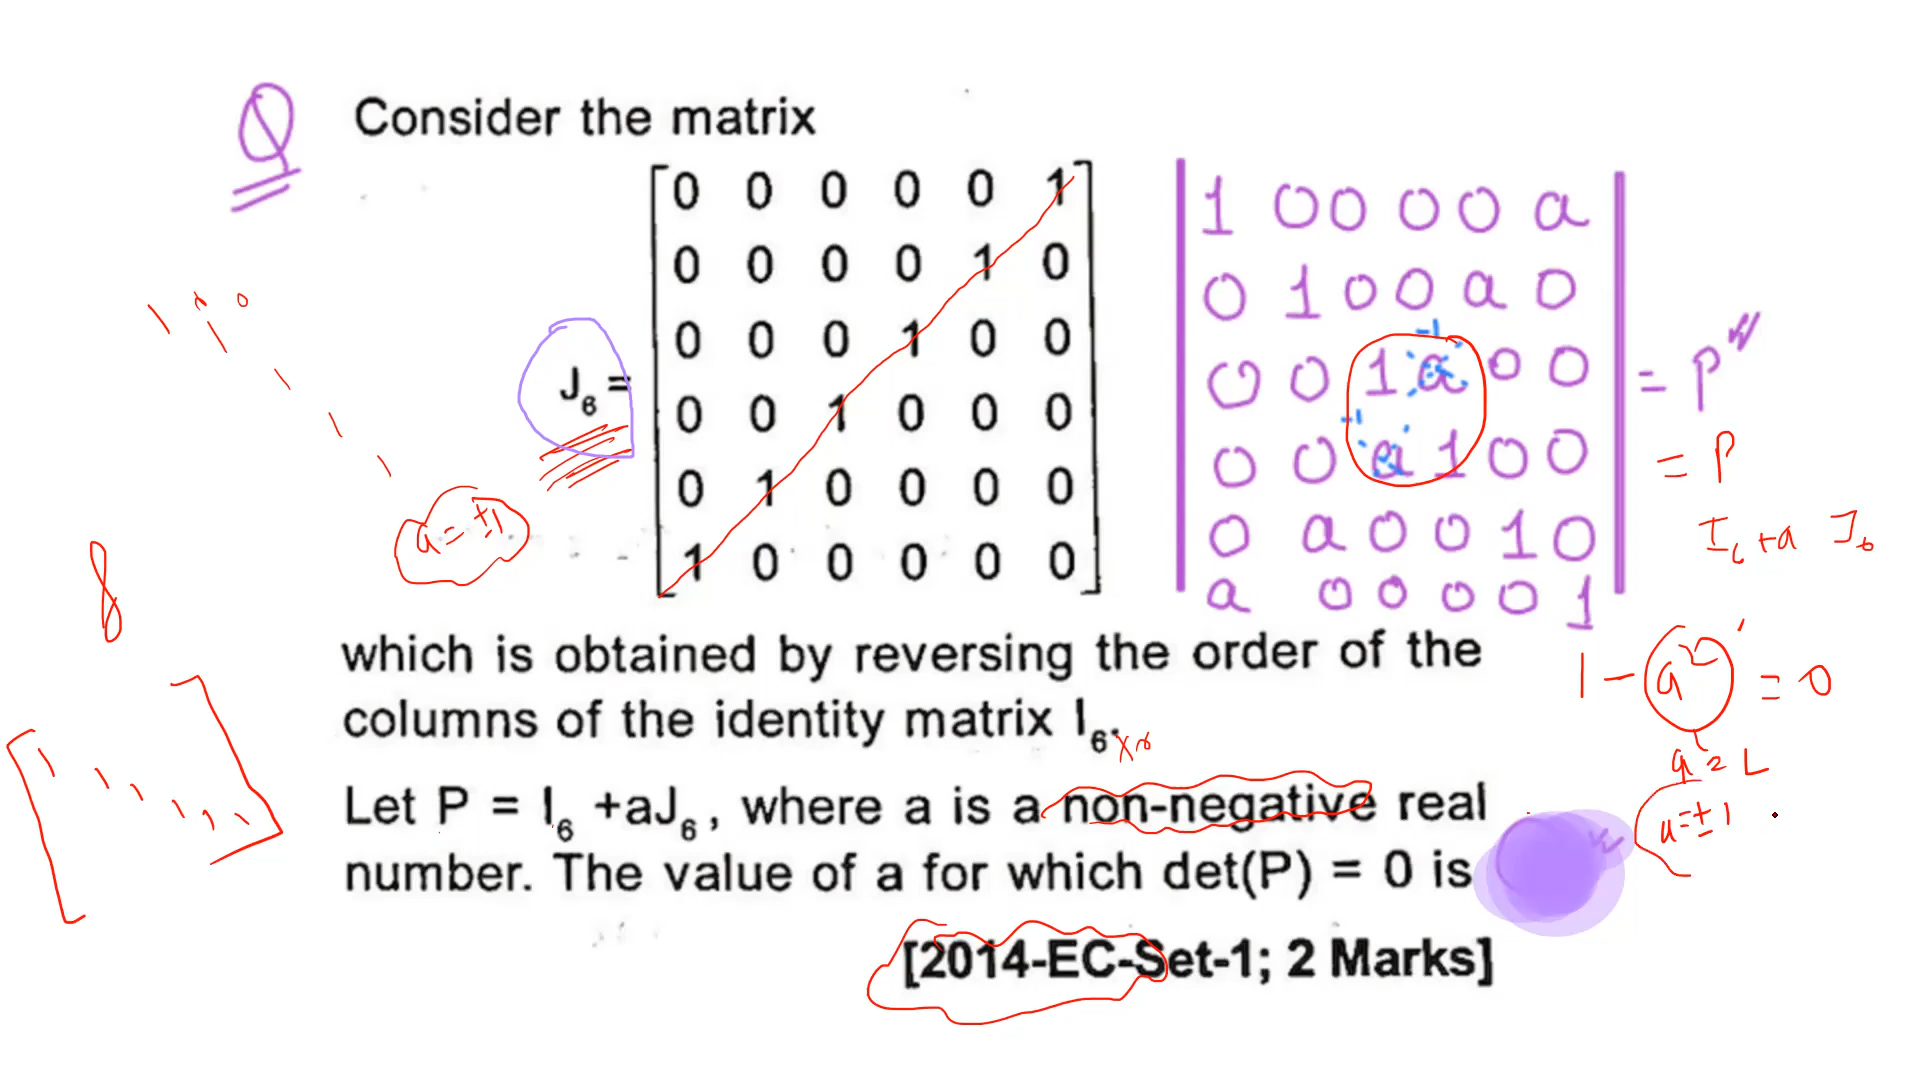 Q Consider the matrix
J6 =
0 0 0 0 0 1
0 0 0 0 1 0
0 0 0 1 0 0
0 0 1 0 0 0
0 1 0 0 0 0
1 0 0 0 0 0
1 0 0 0 0 a
0 1 0 0 a 0
0 0 1 a 0 0
0 0 a 1 0 0
0 a 0 0 1 0
a 0 0 0 0 1
-1
-1
= P
= P
I6 + a J6
a = ±1
8
which is obtained by reversing the order of the
columns of the identity matrix I6.
1 - a² = 0
a = ±1
Let P = I6 + aJ6, where a is a non-negative real
number. The value of a for which det(P) = 0 is
[2014-EC-Set-1; 2 Marks]